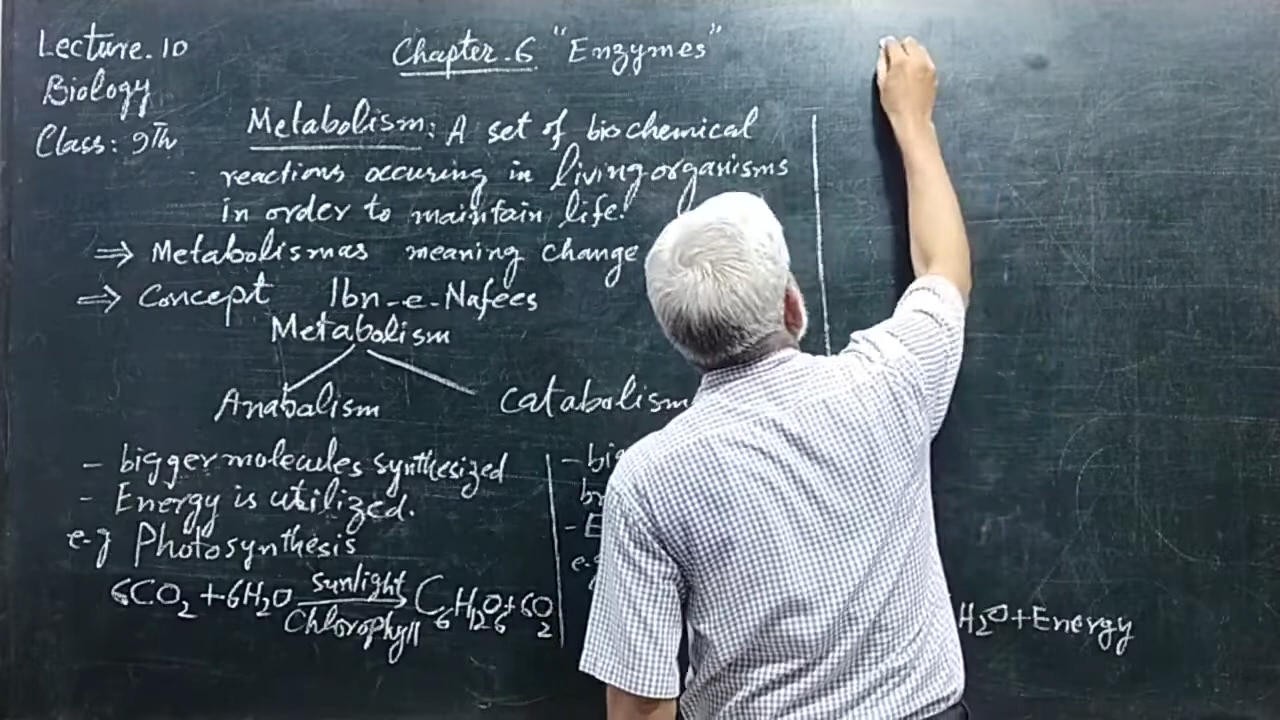 Lecture.10
Biology
Class: 9Th
Chapter.6 "Enzymes"
Metabolism: A set of biochemical
reactions occuring in living organisms
in order to maintain life.
⇒ Metabolismas meaning change
⇒ Concept Ibn-e-Nafees
Metabolism
Anabalism
Catabolism
- bigger molecules synthesized
- Energy is utilized.
e-g Photosynthesis
6CO₂ + 6H₂O sunlight Chlorophyll C₆H₁₂O₆ + 6O₂
H₂O + Energy